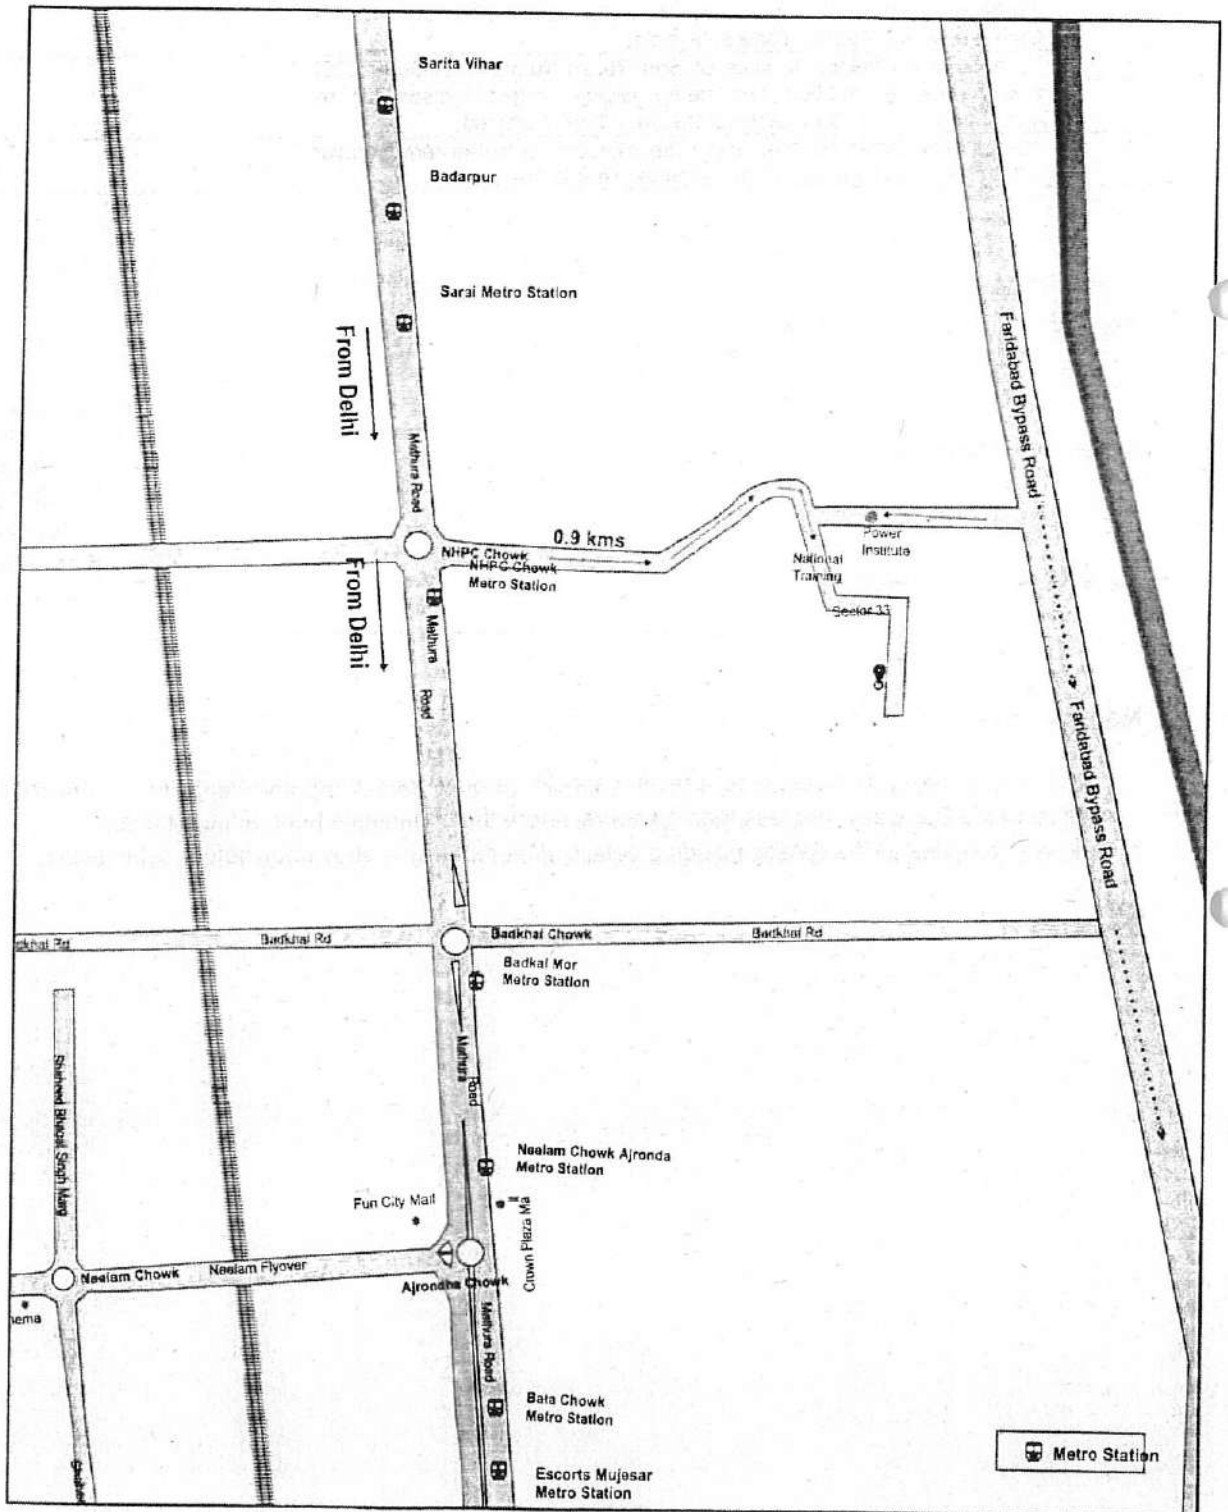 Sarita Vihar
Badarpur
Sarai Metro Station
From Delhi
Mathura Road
Faridabad Bypass Road
0.9 kms
NHPC Chowk
NHPC Chowk
Metro Station
Power
Institute
National
Training
Sector 33
From Delhi
Mathura
Road
Faridabad Bypass Road
dkhal Rd
Badkhal Rd
Badkhal Chowk
Badkhal Rd
Badkal Mor
Metro Station
Mathura
Road
Shaheed Bhagat Singh Marg
Neelam Chowk Ajronda
Metro Station
Fun City Mall
Crown Plaza Ma
Neelam Chowk
Neelam Flyover
Ajrondha Chowk
nema
Mathura Road
Bata Chowk
Metro Station
Escorts Mujesar
Metro Station
Metro Station